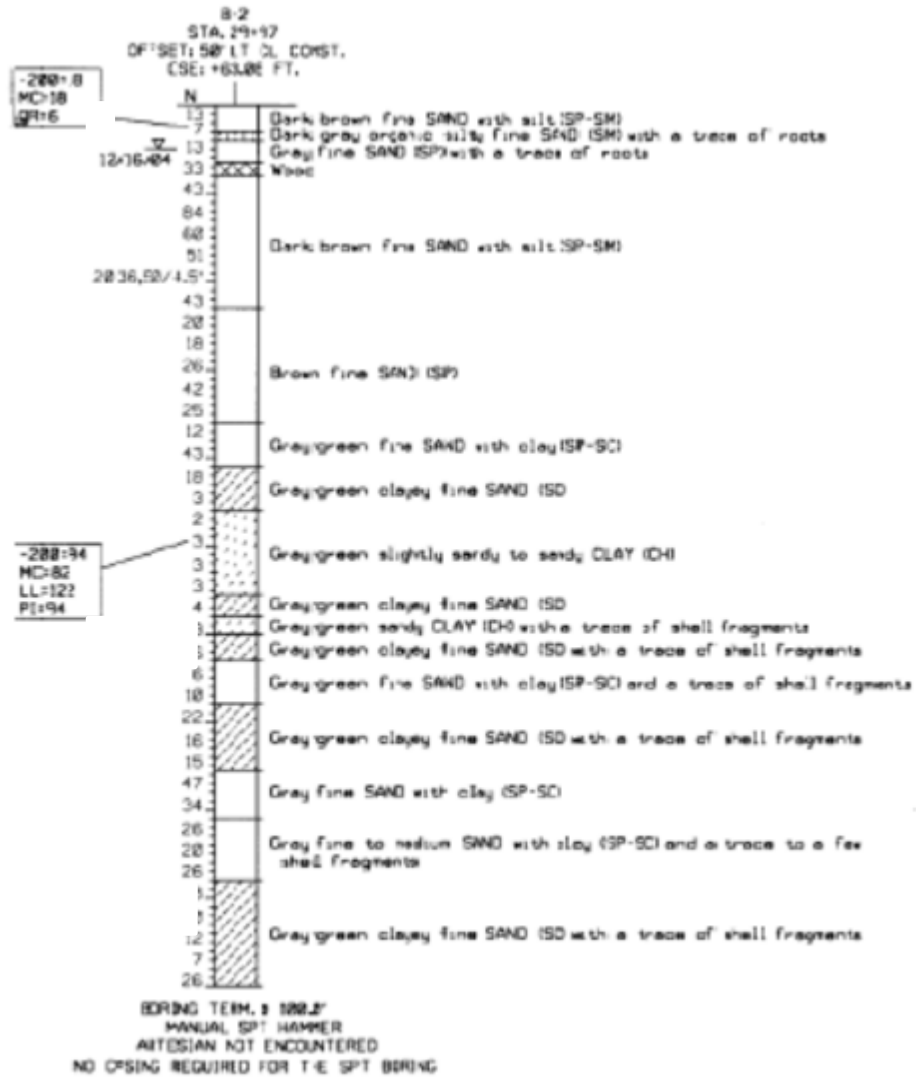 B-2
STA. 29+97
OFFSET: 50' LT CL CONST.
GSE: +63.08 FT.
-200=8
MC=18
OR=6
N
13
Dark brown fine SAND with silt (SP-SM)
7
Dark gray organic silty fine SAND (SM) with a trace of roots
13
Gray fine SAND (SP) with a trace of roots
12/16/04
33
Wood
43
84
60
Dark brown fine SAND with silt (SP-SM)
51
43
20
18
26
Brown fine SAND (SP)
42
25
12
Gray-green fine SAND with clay (SP-SC)
43
18
Gray-green clayey fine SAND (SC)
3
2
3
Gray-green slightly sandy to sandy CLAY (CH)
-200=94
MC=82
LL=122
PI=94
3
3
4
Gray-green clayey fine SAND (SC)
Gray-green sandy CLAY (CH) with a trace of shell fragments
Gray-green clayey fine SAND (SC) with a trace of shell fragments
6
Gray-green fine SAND with clay (SP-SC) and a trace of shell fragments
10
22
16
Gray-green clayey fine SAND (SC) with a trace of shell fragments
15
47
Gray fine SAND with clay (SP-SC)
34
26
Gray fine to medium SAND with clay (SP-SC) and a trace to a few
20
shell fragments
26
12
Gray-green clayey fine SAND (SC) with a trace of shell fragments
7
26
BORING TERM. @
MANUAL SPT HAMMER
ARTESIAN NOT ENCOUNTERED
NO CASING REQUIRED FOR THE SPT BORING